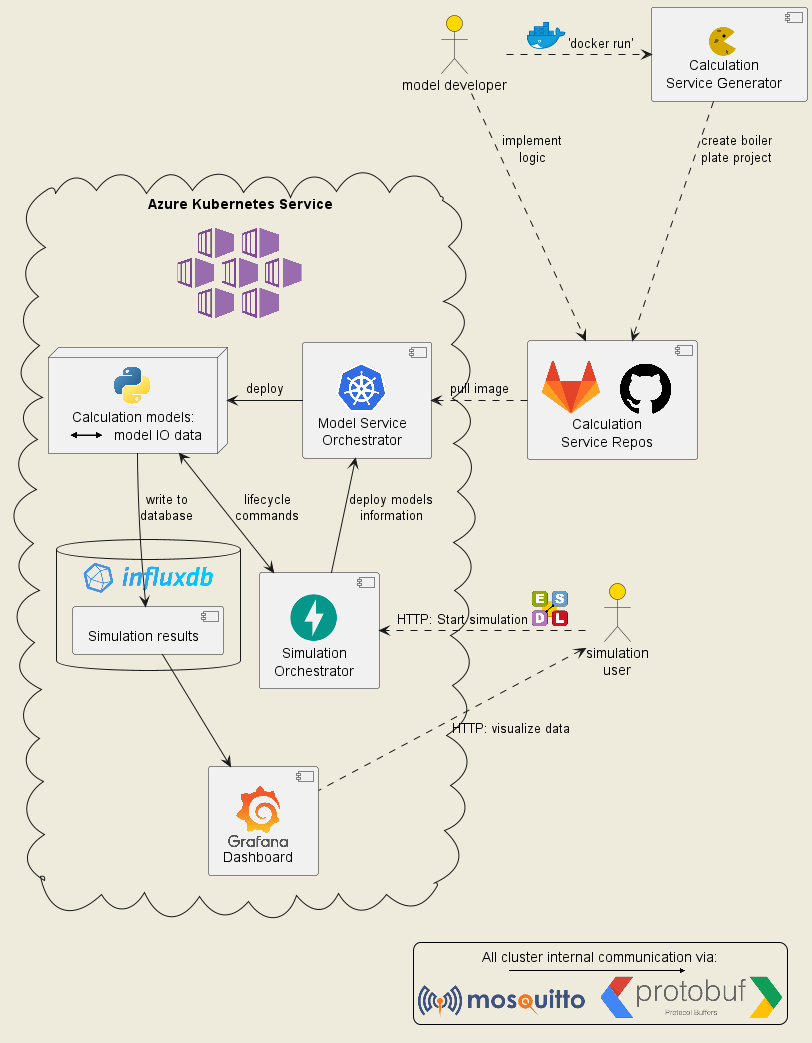 'docker run'
model developer
Calculation
Service Generator
implement
logic
create boiler
plate project
Azure Kubernetes Service
Calculation models:
model IO data
deploy
Model Service
Orchestrator
pull image
Calculation
Service Repos
write to
database
lifecycle
commands
deploy models
information
influxdb
Simulation results
Simulation
Orchestrator
HTTP: Start simulation
E S
D L
simulation
user
HTTP: visualize data
Grafana
Dashboard
All cluster internal communication via:
mosquitto
protobuf
Protocol Buffers